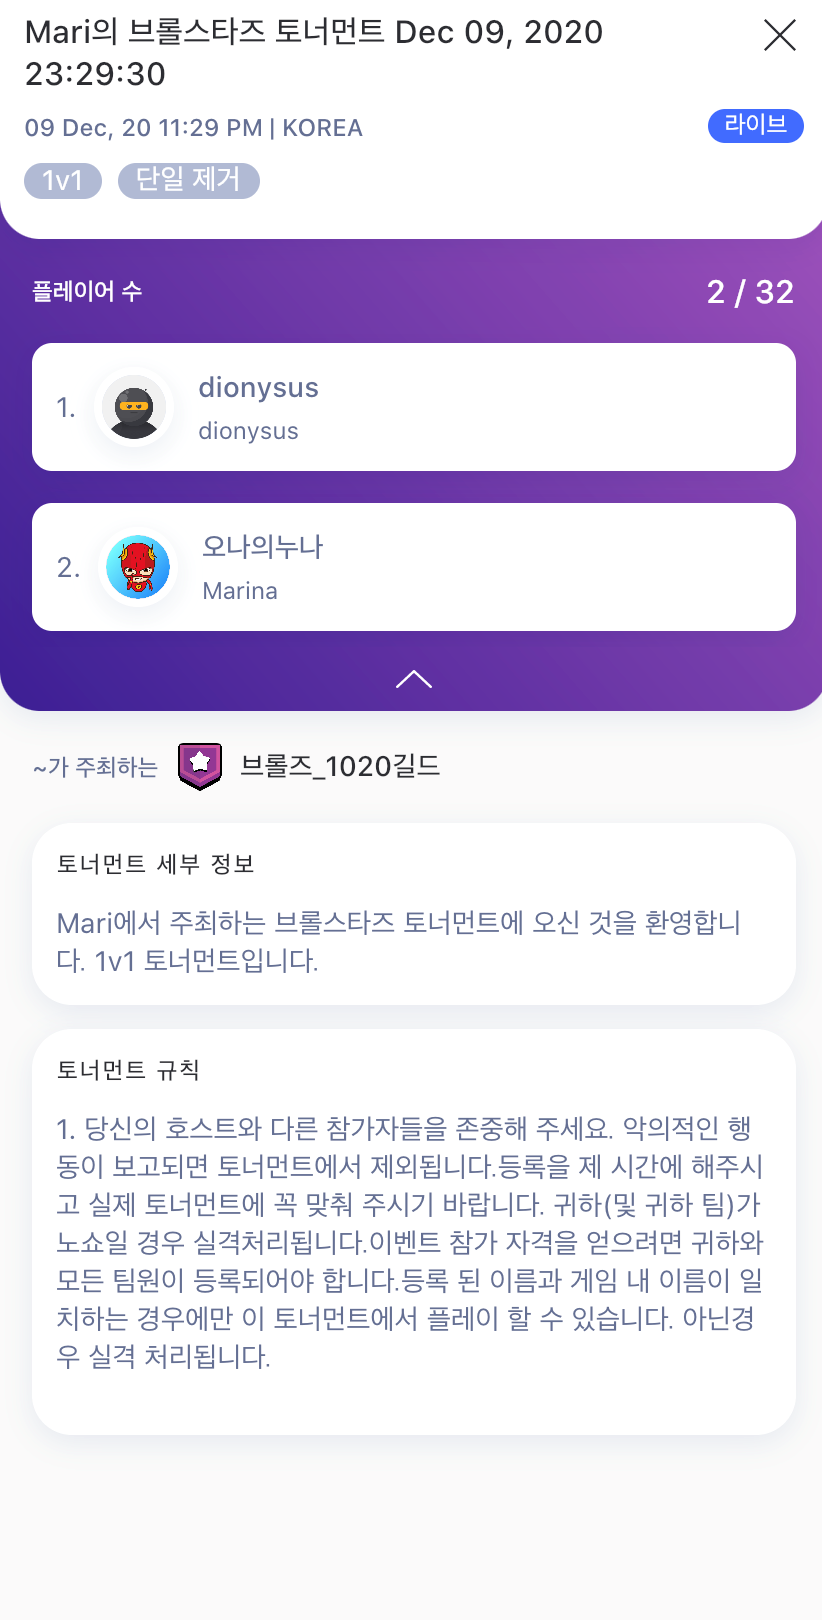 Mari의 브롤스타즈 토너먼트 Dec 09, 2020
23:29:30
09 Dec, 20 11:29 PM | KOREA
라이브
1v1
단일 제거
플레이어 수
2 / 32
1.
dionysus
dionysus
2.
오나의누나
Marina
~가 주최하는
브롤즈_1020길드
토너먼트 세부 정보
Mari에서 주최하는 브롤스타즈 토너먼트에 오신 것을 환영합니
다. 1v1 토너먼트입니다.
토너먼트 규칙
1. 당신의 호스트와 다른 참가자들을 존중해 주세요. 악의적인 행
동이 보고되면 토너먼트에서 제외됩니다.등록을 제 시간에 해주시
고 실제 토너먼트에 꼭 맞춰 주시기 바랍니다. 귀하(및 귀하 팀)가
노쇼일 경우 실격처리됩니다.이벤트 참가 자격을 얻으려면 귀하와
모든 팀원이 등록되어야 합니다.등록 된 이름과 게임 내 이름이 일
치하는 경우에만 이 토너먼트에서 플레이 할 수 있습니다. 아닌경
우 실격 처리됩니다.